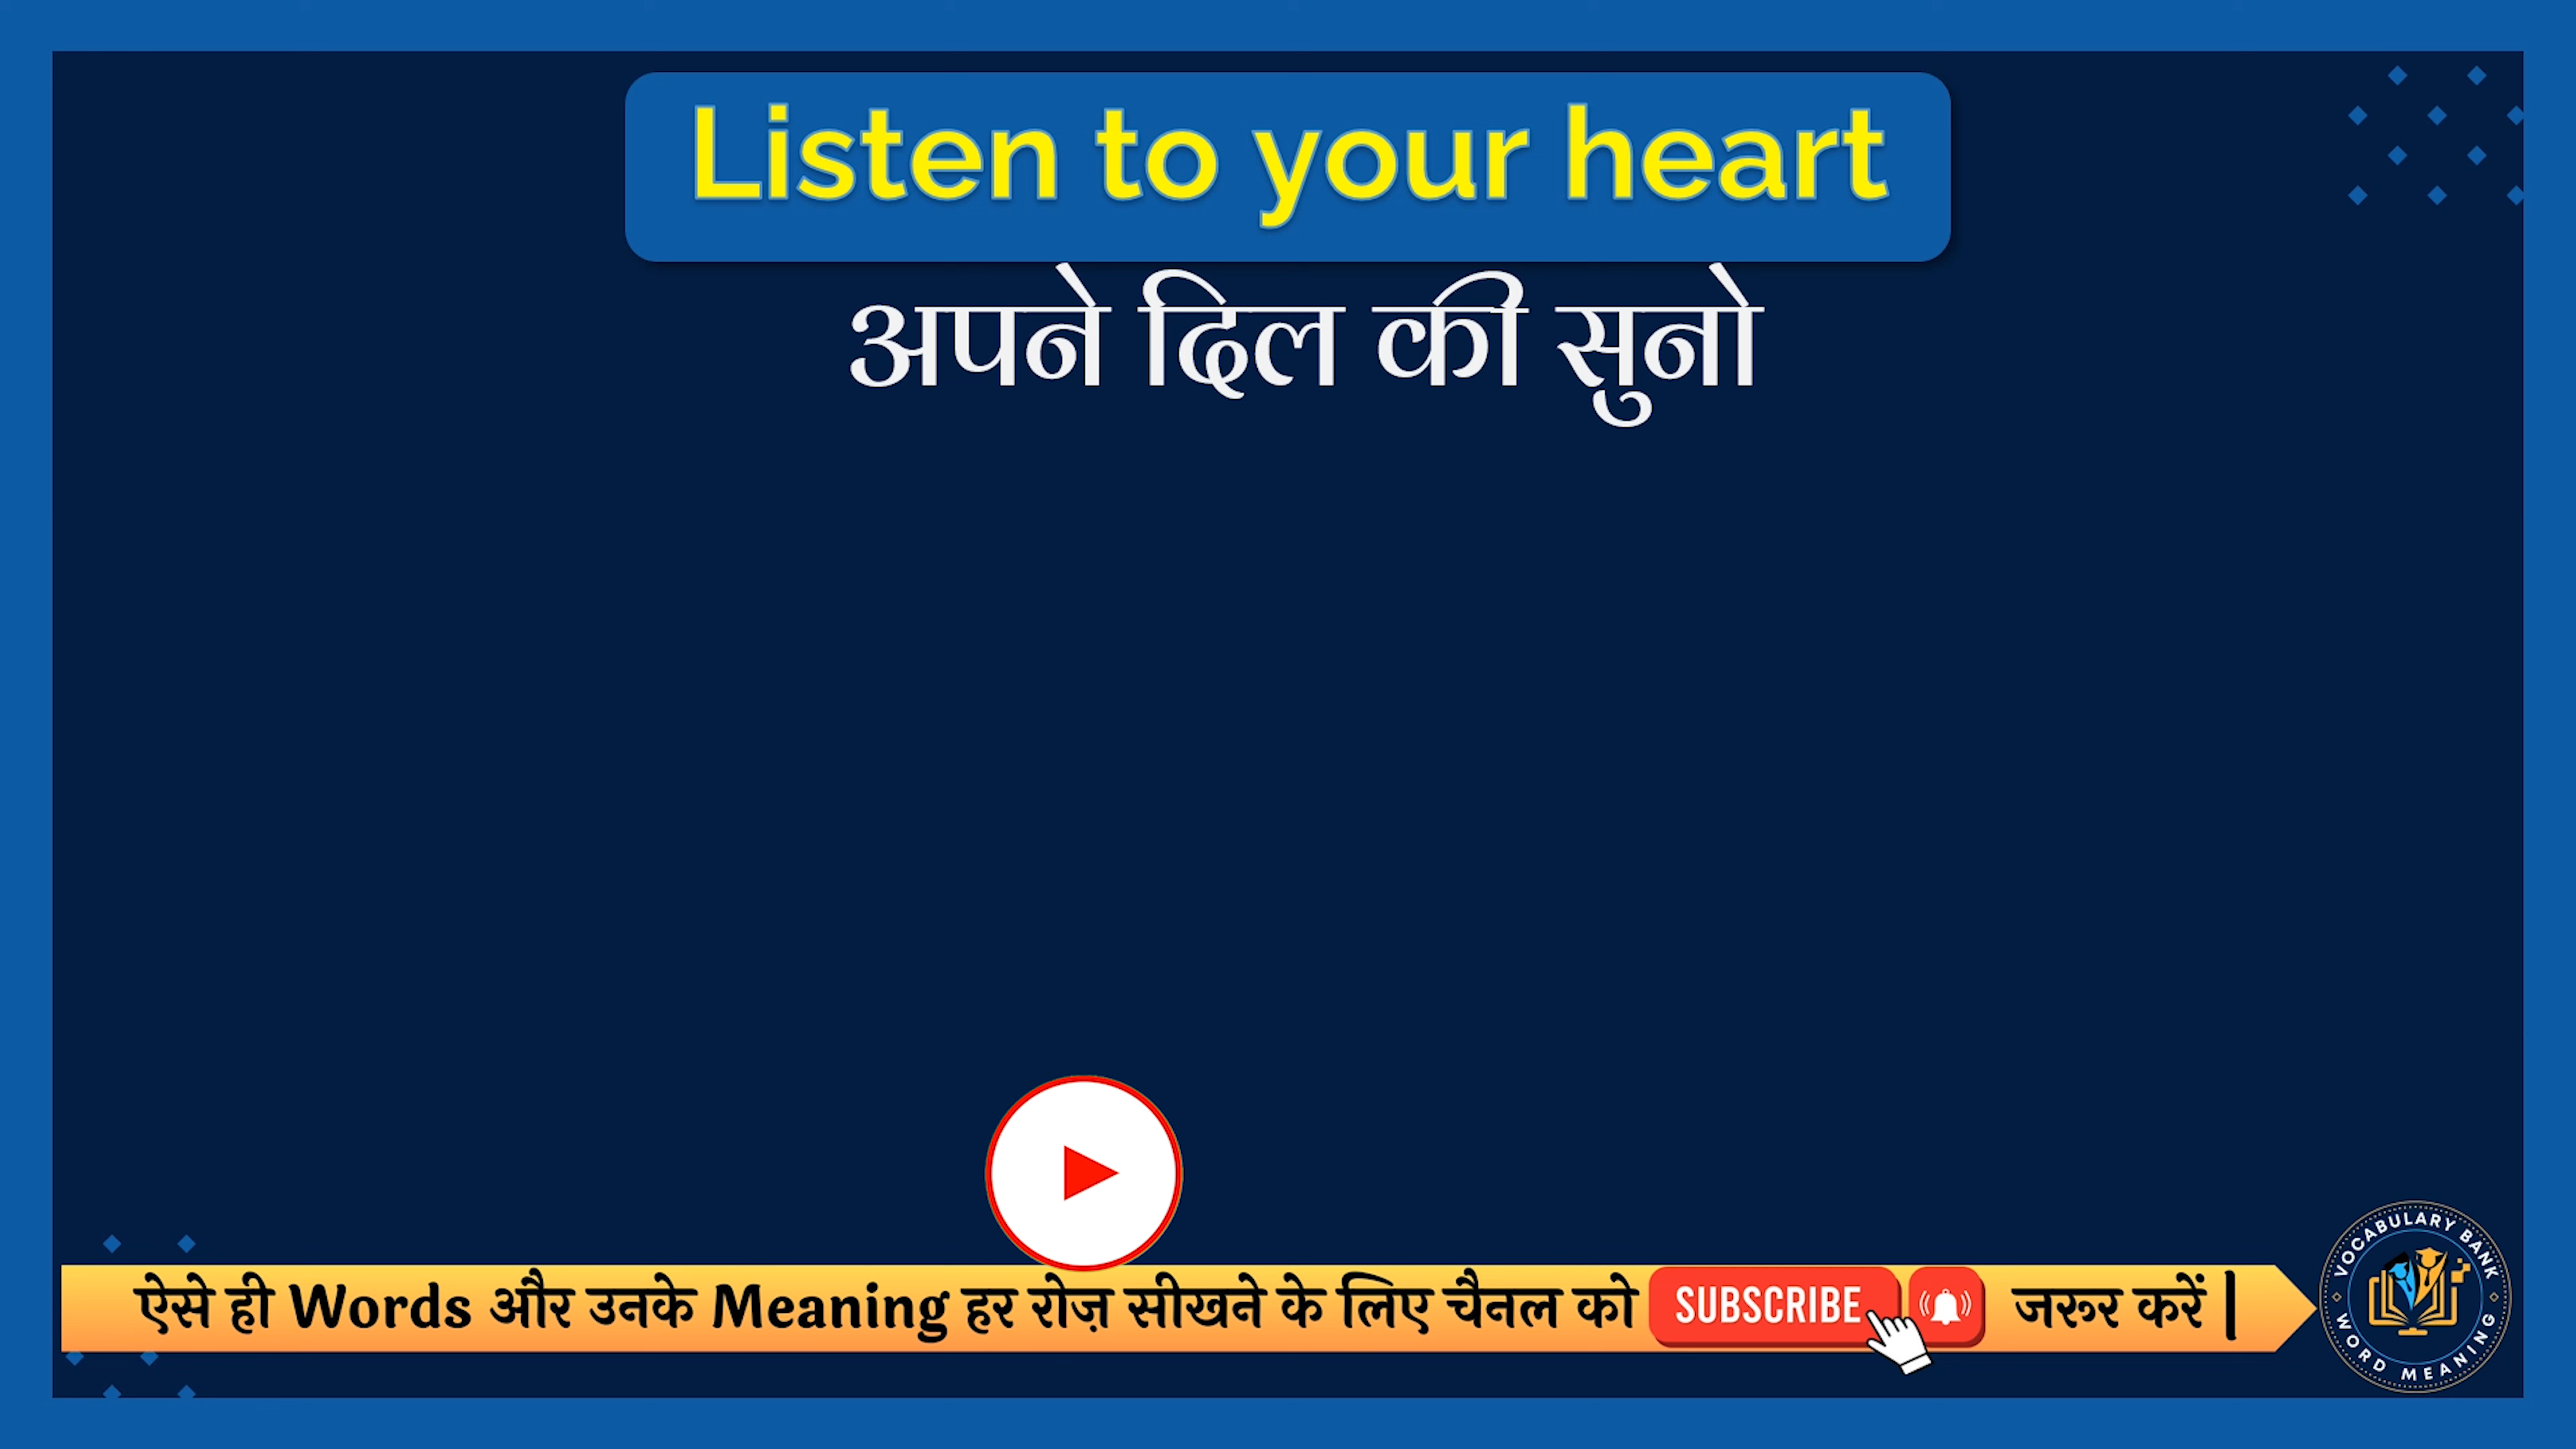 Listen to your heart
अपने दिल की सुनो
ऐसे ही Words और उनके Meaning हर रोज़ सीखने के लिए चैनल को SUBSCRIBE जरूर करें |
VOCABULARY BANK
WORD MEANING